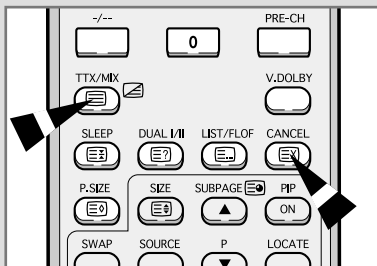 -/-- PRE-CH
0
TTX/MIX V.DOLBY
SLEEP DUAL I/II LIST/FLOF CANCEL
?
P.SIZE SIZE SUBPAGE PIP
ON
SWAP SOURCE P LOCATE